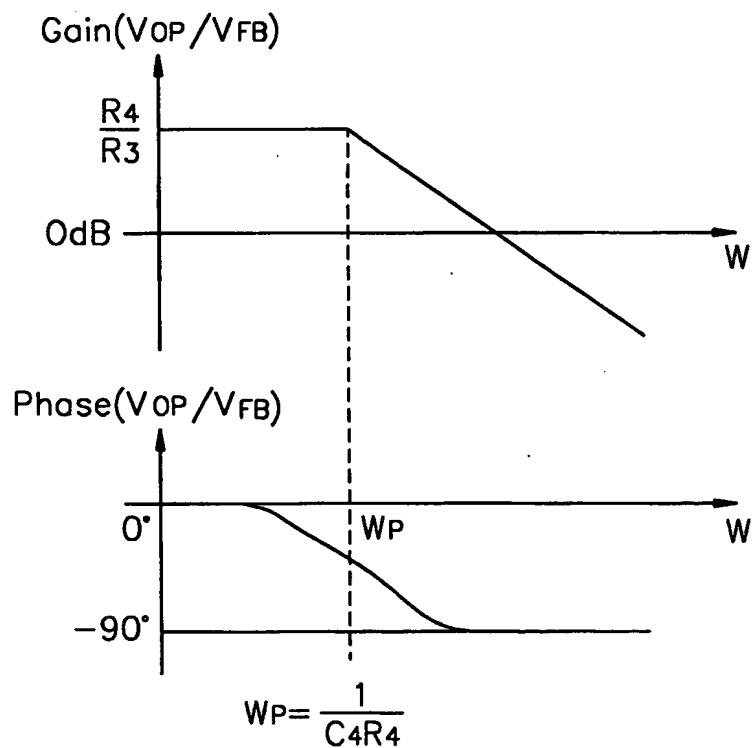 Gain(VOP/VFB)
R4
R3
0dB
W
Phase(VOP/VFB)
0°
WP
W
-90°
WP= 1
C4R4